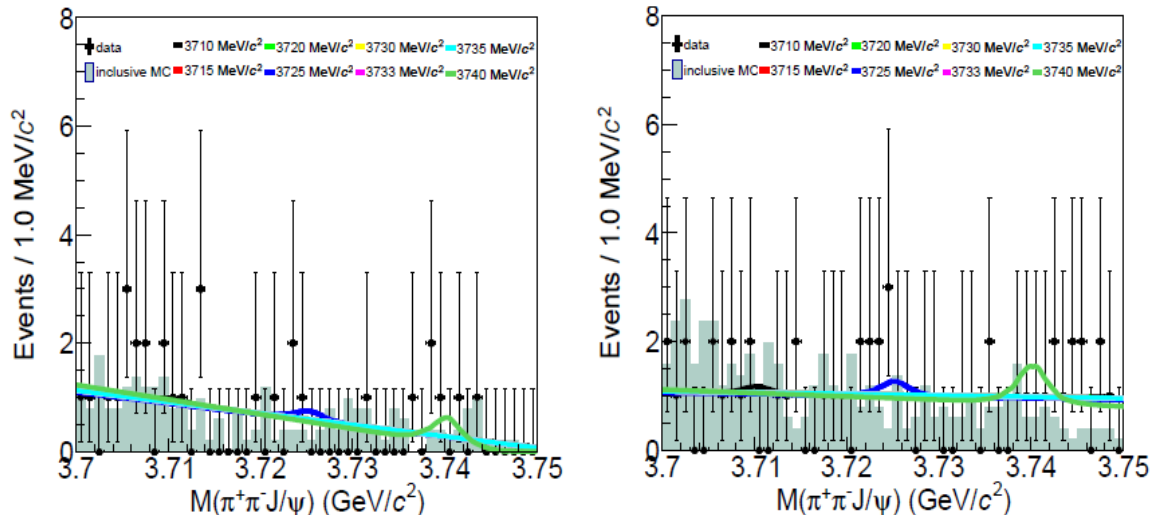 8
data 3710 MeV/c² 3720 MeV/c² 3730 MeV/c² 3735 MeV/c²
inclusive MC 3715 MeV/c² 3725 MeV/c² 3733 MeV/c² 3740 MeV/c²
6
4
2
0
Events / 1.0 MeV/c²
3.7 3.71 3.72 3.73 3.74 3.75
M(π⁺π⁻J/ψ) (GeV/c²)
8
data 3710 MeV/c² 3720 MeV/c² 3730 MeV/c² 3735 MeV/c²
inclusive MC 3715 MeV/c² 3725 MeV/c² 3733 MeV/c² 3740 MeV/c²
6
4
2
0
Events / 1.0 MeV/c²
3.7 3.71 3.72 3.73 3.74 3.75
M(π⁺π⁻J/ψ) (GeV/c²)